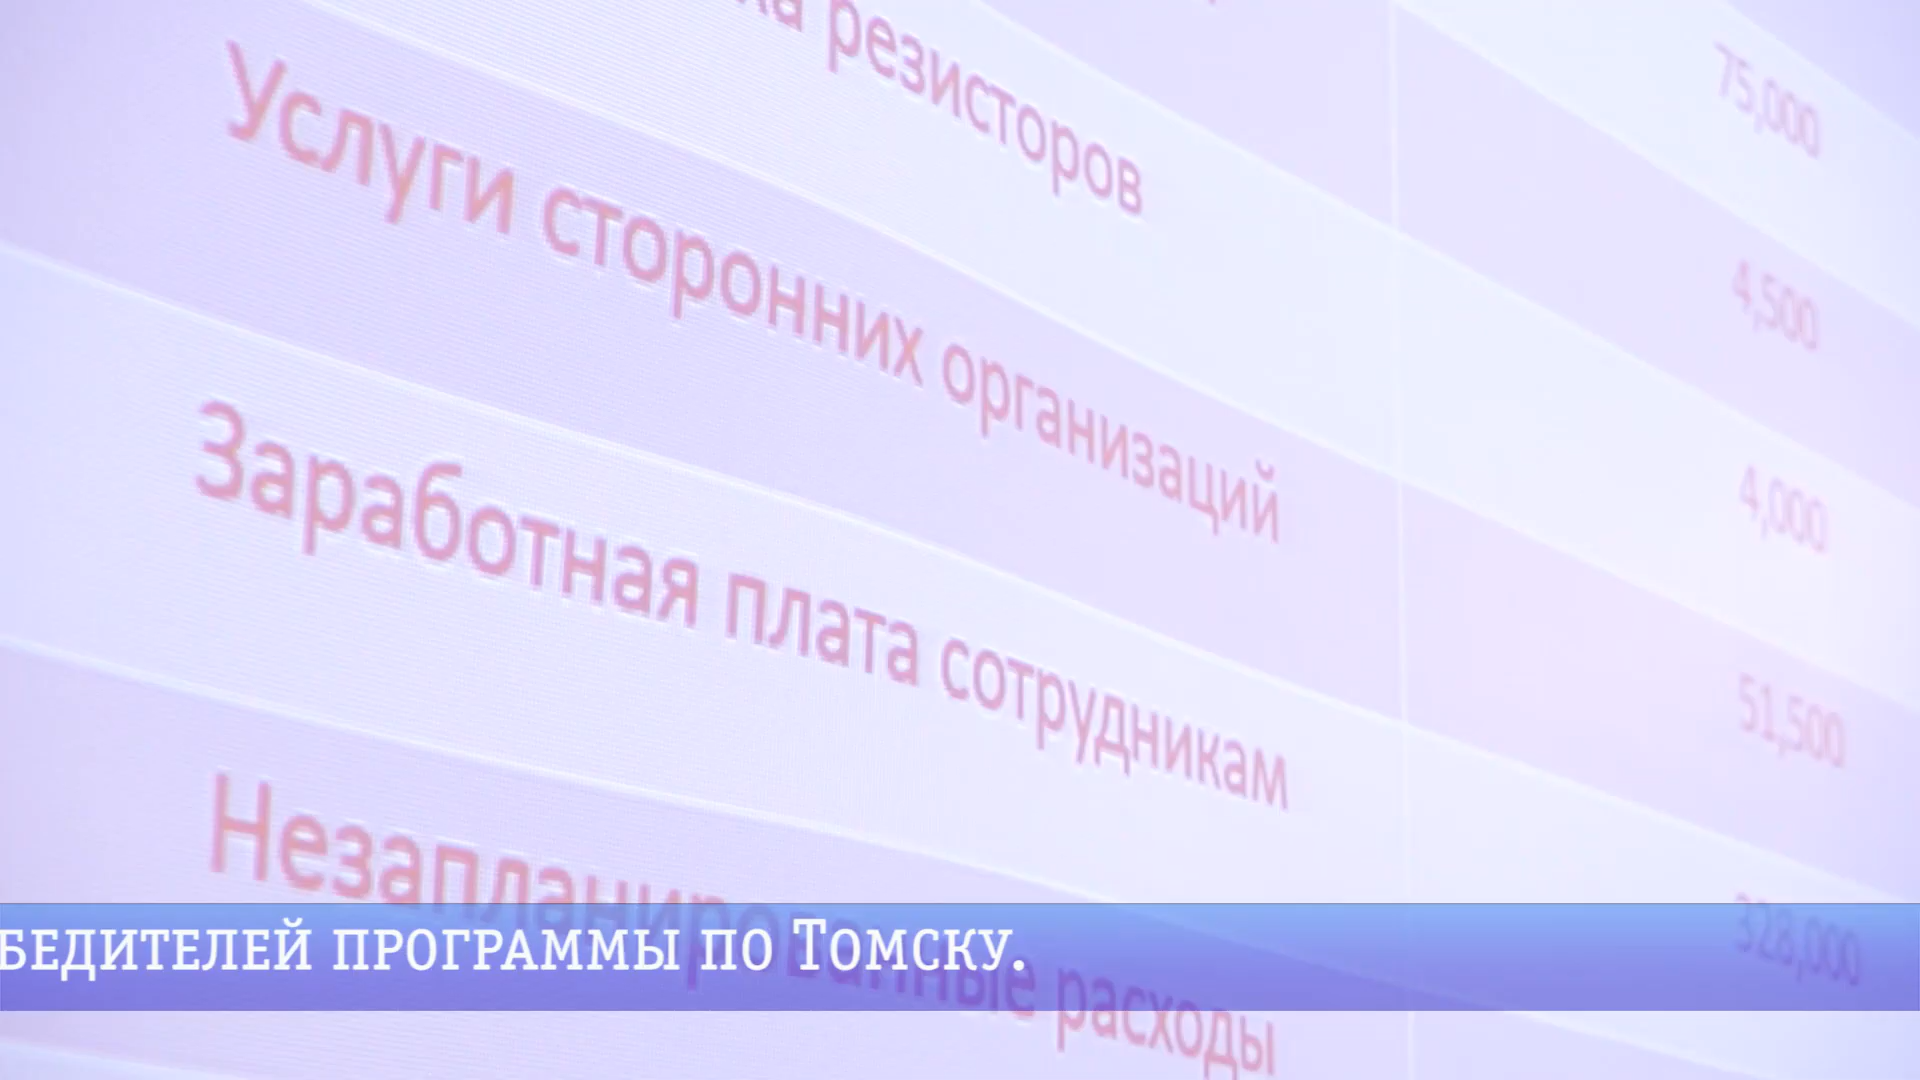 резисторов
75,000
Услуги сторонних организаций
4,500
4,000
Заработная плата сотрудникам
51,500
Незапланированные расходы
328,000
БЕДИТЕЛЕЙ ПРОГРАММЫ ПО ТОМСКУ.